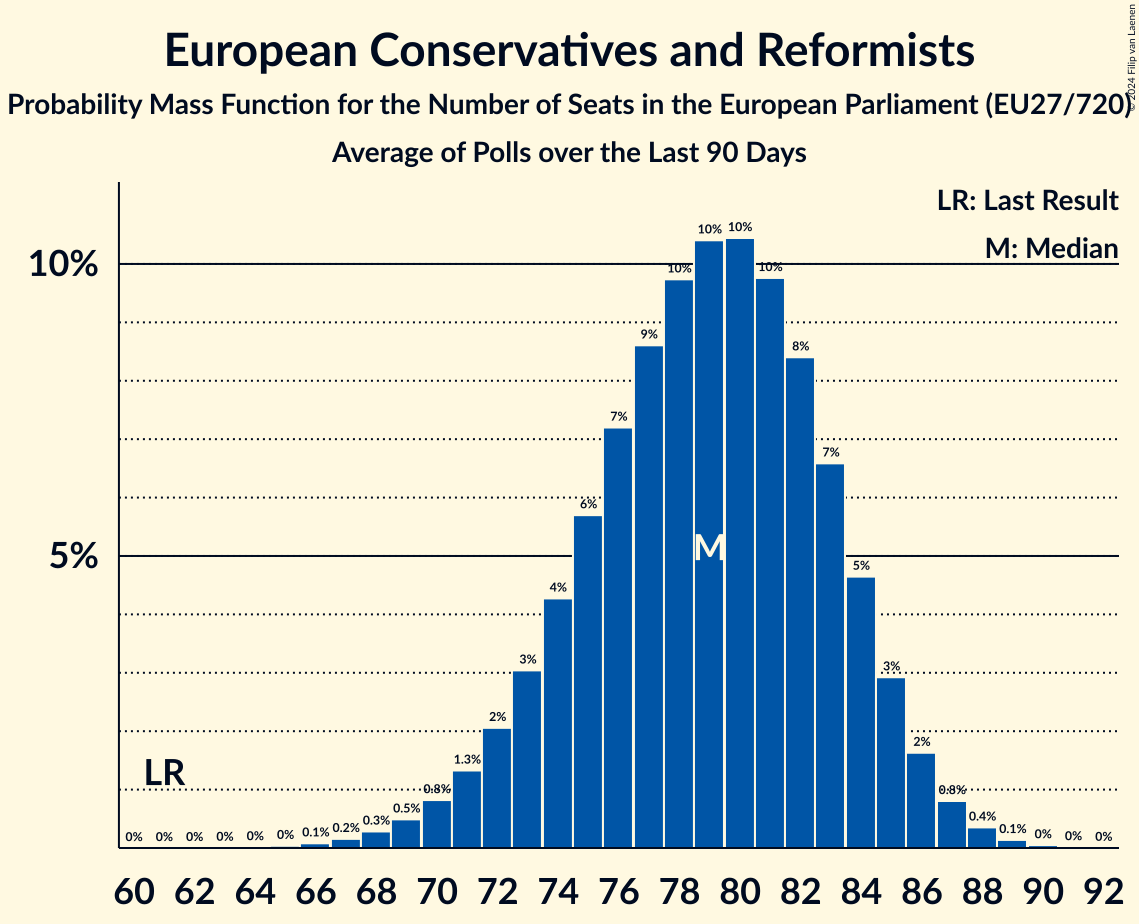 European Conservatives and Reformists
Probability Mass Function for the Number of Seats in the European Parliament (EU27/720)
Average of Polls over the Last 90 Days
© 2024 Filip van Laenen
LR: Last Result
M: Median
10%
5%
LR
M
0% 0% 0% 0% 0% 0% 0.1% 0.2% 0.3% 0.5% 0.8% 1.3% 2% 3% 4% 6% 7% 9% 10% 10% 10% 10% 8% 7% 5% 3% 2% 0.8% 0.4% 0.1% 0% 0% 0%
60 62 64 66 68 70 72 74 76 78 80 82 84 86 88 90 92